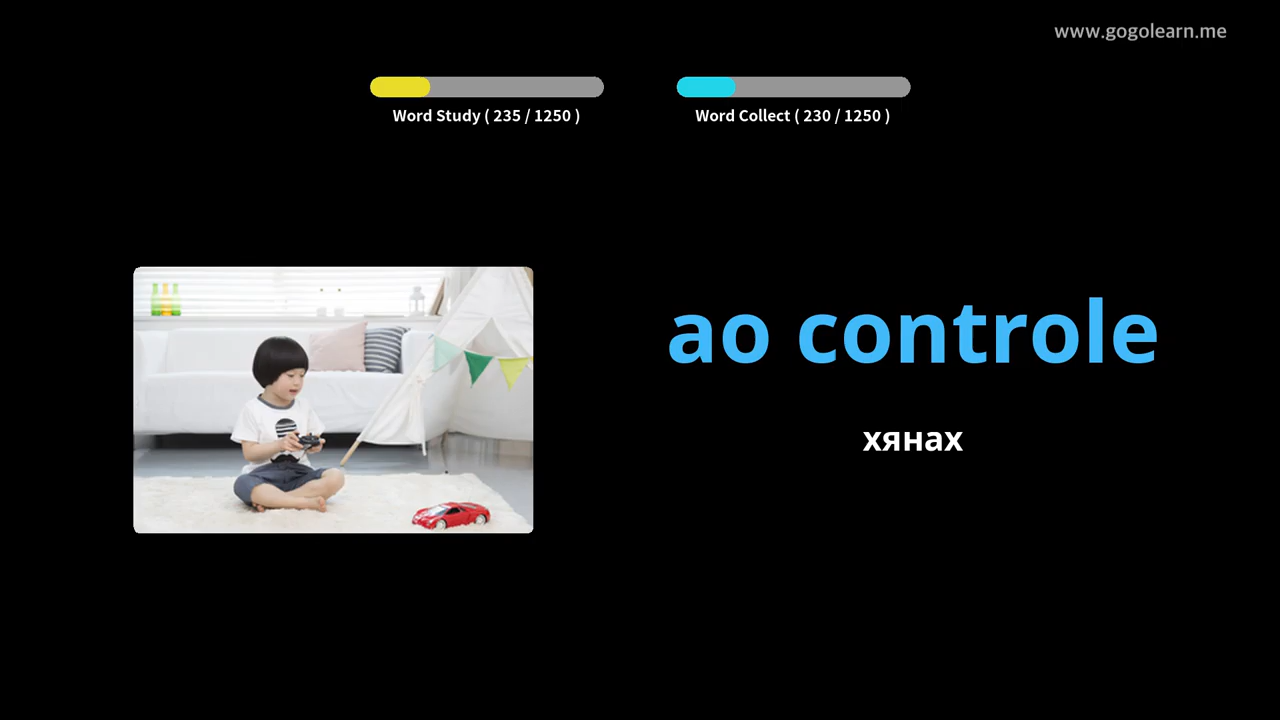 www.gogolearn.me
Word Study ( 235 / 1250 )
Word Collect ( 230 / 1250 )
ao controle
хянах